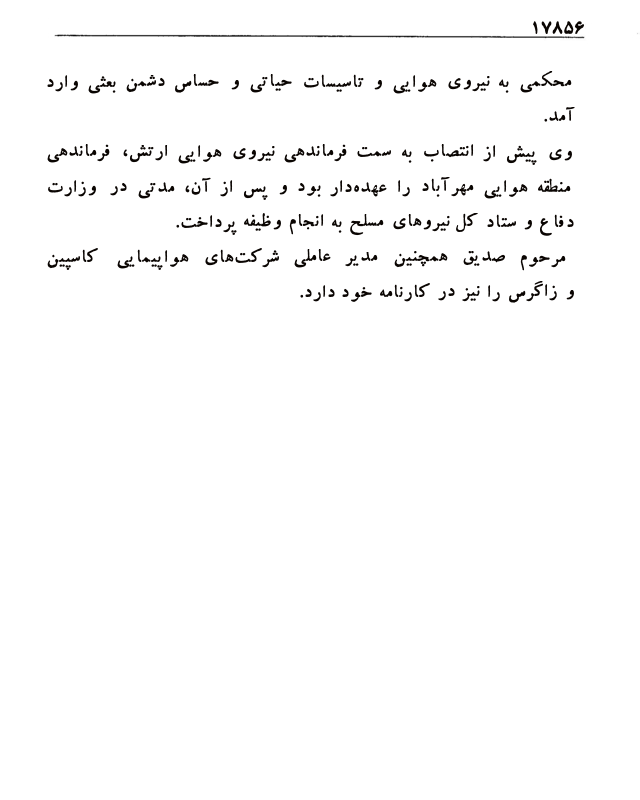 ۱۷۸۵۶
محکمی به نیروی هوایی و تاسیسات حیاتی و حساس دشمن بعثی وارد
آمد.
وی پیش از انتصاب به سمت فرماندهی نیروی هوایی ارتش، فرماندهی
منطقه هوایی مهرآباد را عهده‌دار بود و پس از آن، مدتی در وزارت
دفاع و ستاد کل نیروهای مسلح به انجام وظیفه پرداخت.
مرحوم صدیق همچنین مدیر عاملی شرکت‌های هواپیمایی کاسپین
و زاگرس را نیز در کارنامه خود دارد.